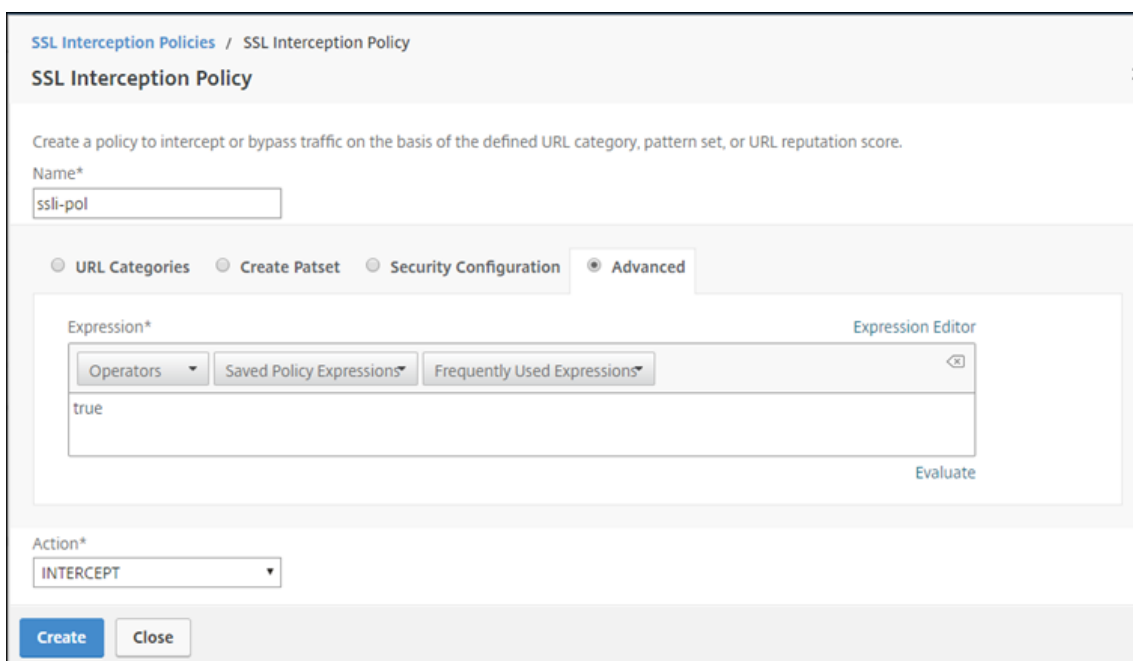 SSL Interception Policies / SSL Interception Policy
SSL Interception Policy
Create a policy to intercept or bypass traffic on the basis of the defined URL category, pattern set, or URL reputation score.
Name*
ssli-pol
URL Categories Create Patset Security Configuration Advanced
Expression* Expression Editor
Operators Saved Policy Expressions Frequently Used Expressions
true
Evaluate
Action*
INTERCEPT
Create Close